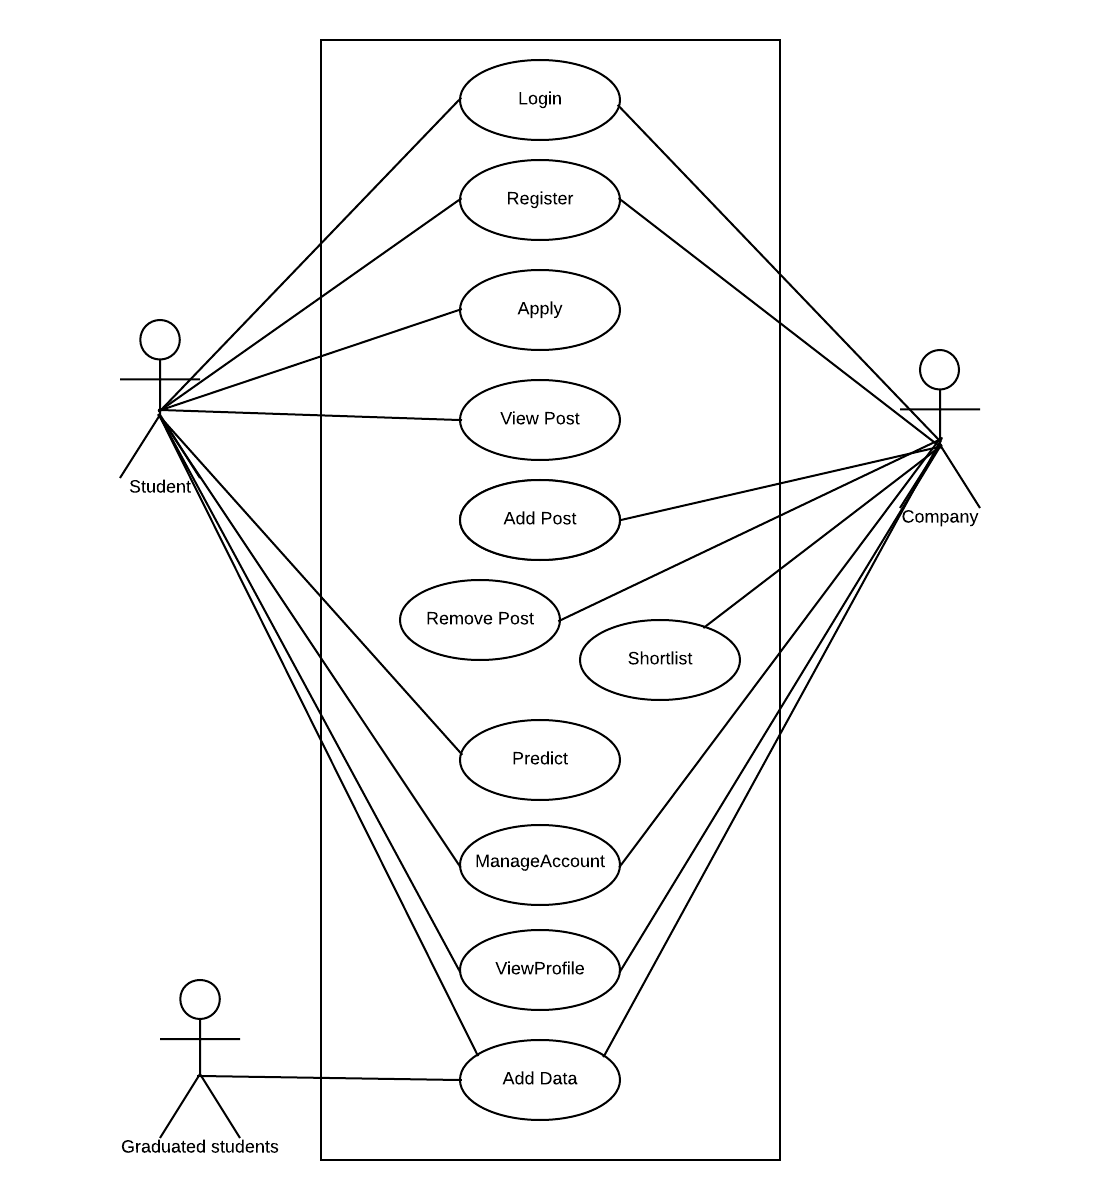 Login
Register
Apply
View Post
Student
Add Post
Company
Remove Post
Shortlist
Predict
ManageAccount
ViewProfile
Add Data
Graduated students